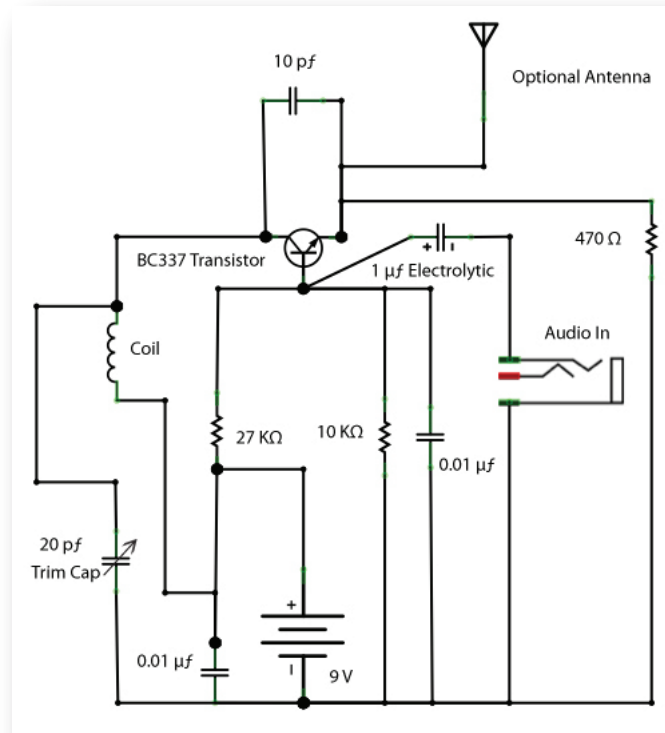 10 pf
Optional Antenna
470 Ω
BC337 Transistor
+ -
1 µf Electrolytic
Audio In
Coil
27 KΩ
10 KΩ
0.01 µf
20 pf
Trim Cap
+
0.01 µf
-
9 V